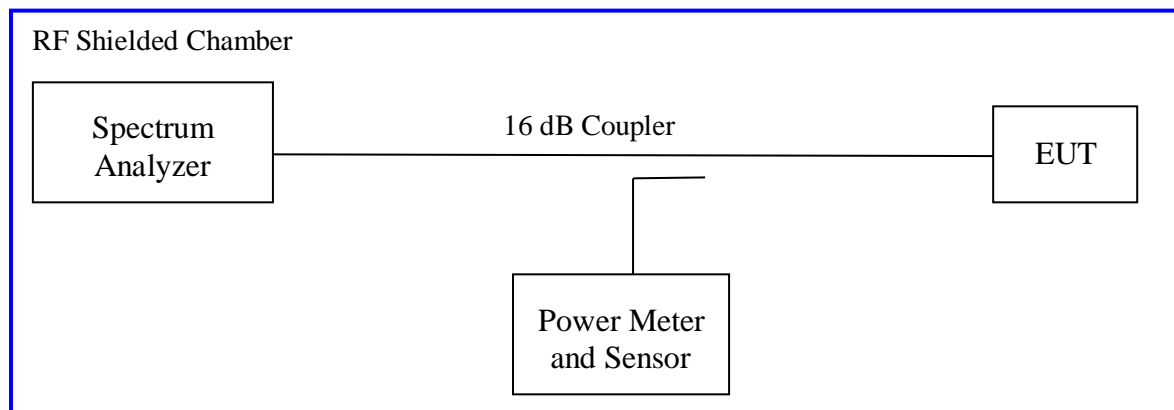 RF Shielded Chamber
Spectrum
Analyzer
16 dB Coupler
EUT
Power Meter
and Sensor